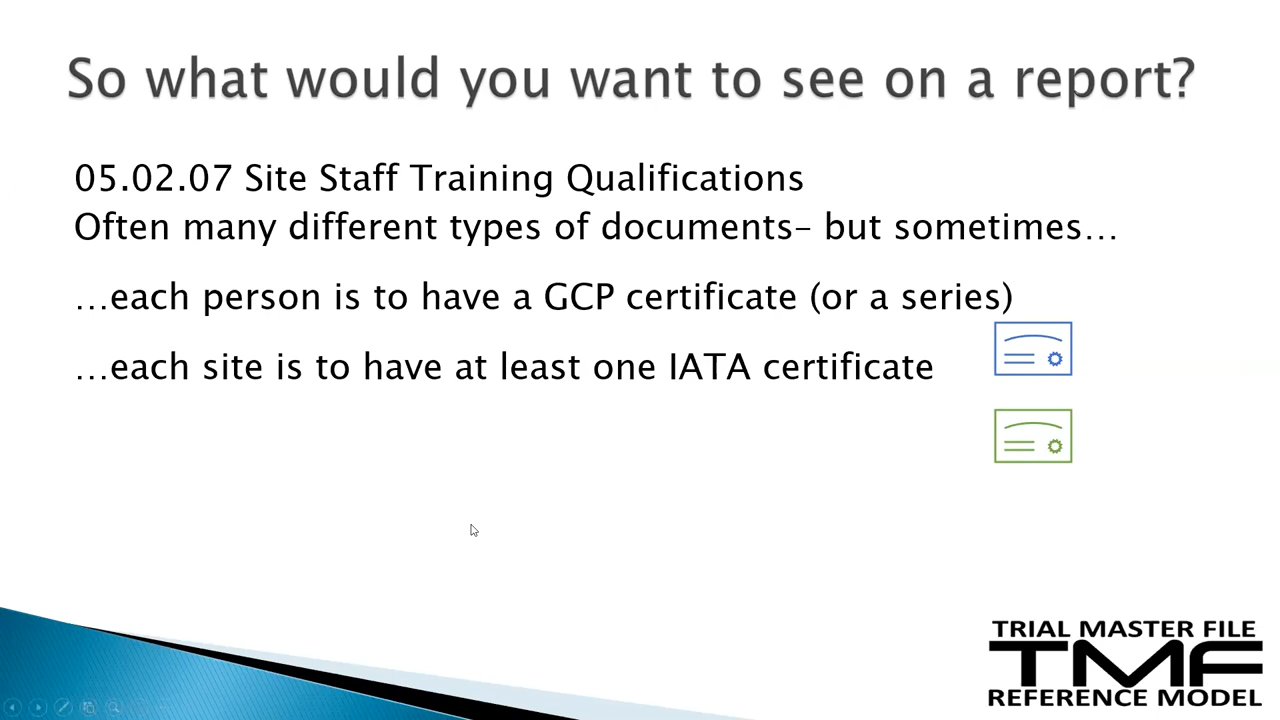 So what would you want to see on a report?
05.02.07 Site Staff Training Qualifications
Often many different types of documents– but sometimes…
…each person is to have a GCP certificate (or a series)
…each site is to have at least one IATA certificate
TRIAL MASTER FILE
TMF
REFERENCE MODEL